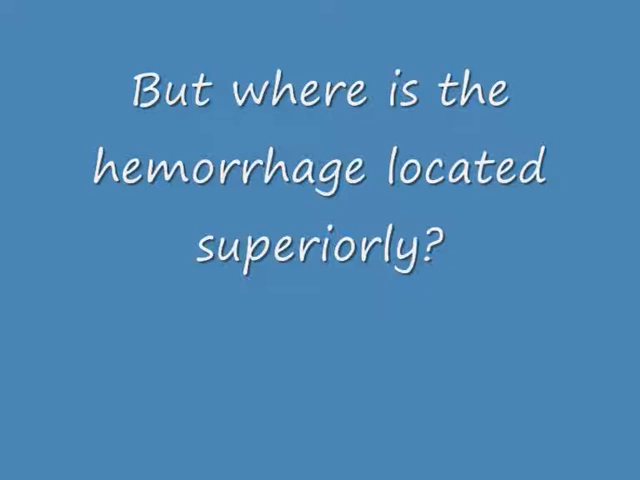 But where is the
hemorrhage located
superiorly?